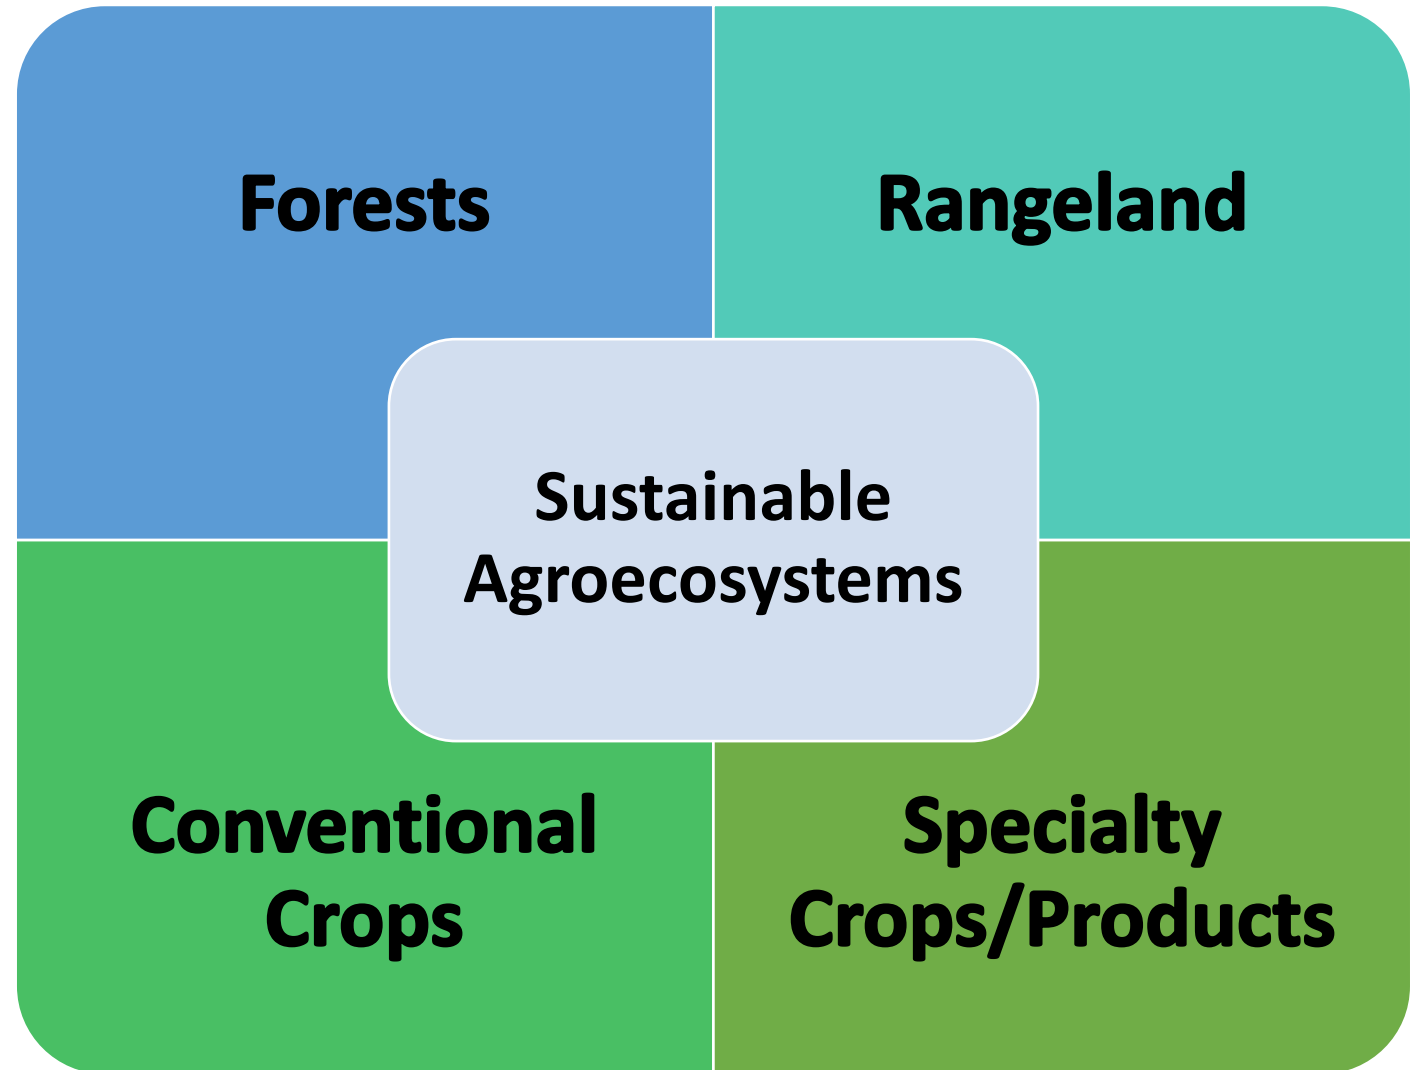 Forests
Rangeland
Sustainable
Agroecosystems
Conventional
Crops
Specialty
Crops/Products